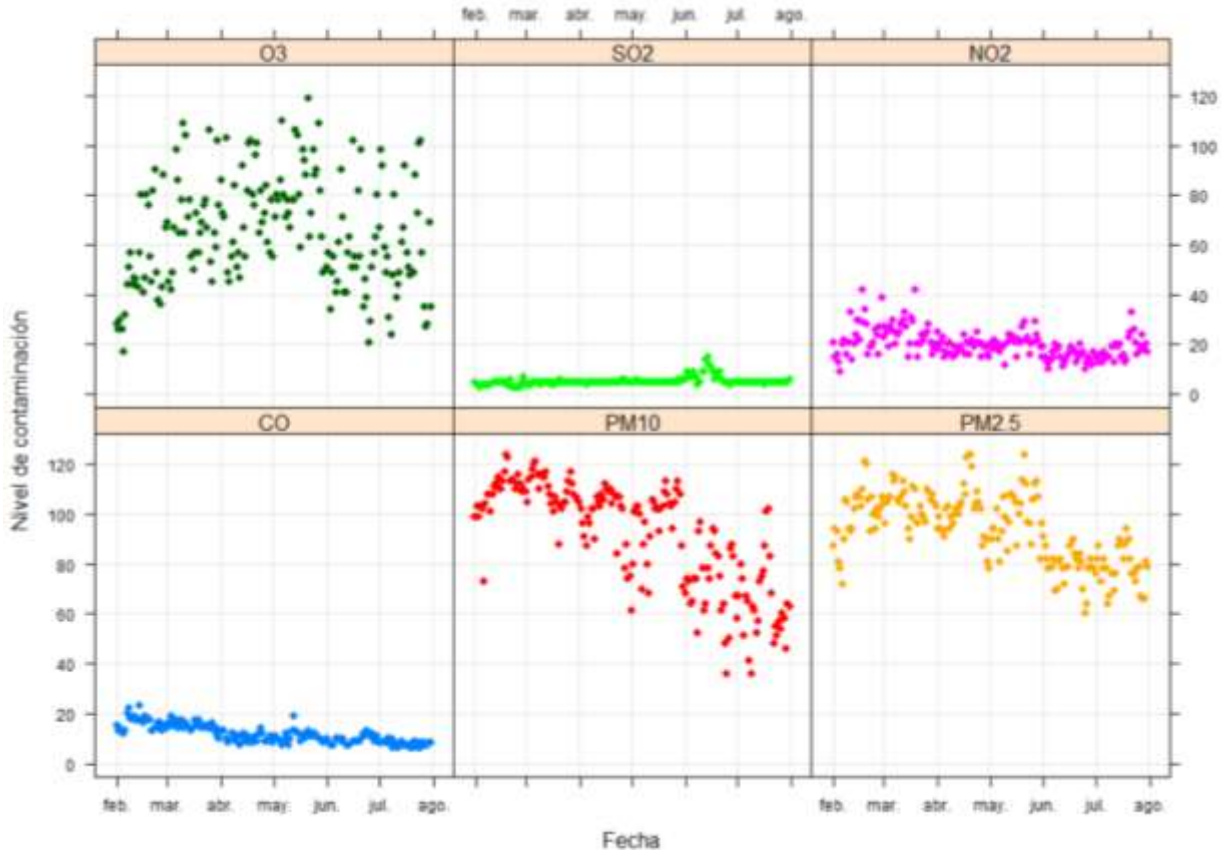 feb. mar. abr. may. jun. jul. ago.
O3 SO2 NO2
120
100
80
60
40
20
0
CO PM10 PM2.5
120
100
80
60
40
20
0
feb. mar. abr. may. jun. jul. ago. feb. mar. abr. may. jun. jul. ago.
Fecha
Nivel de contaminación